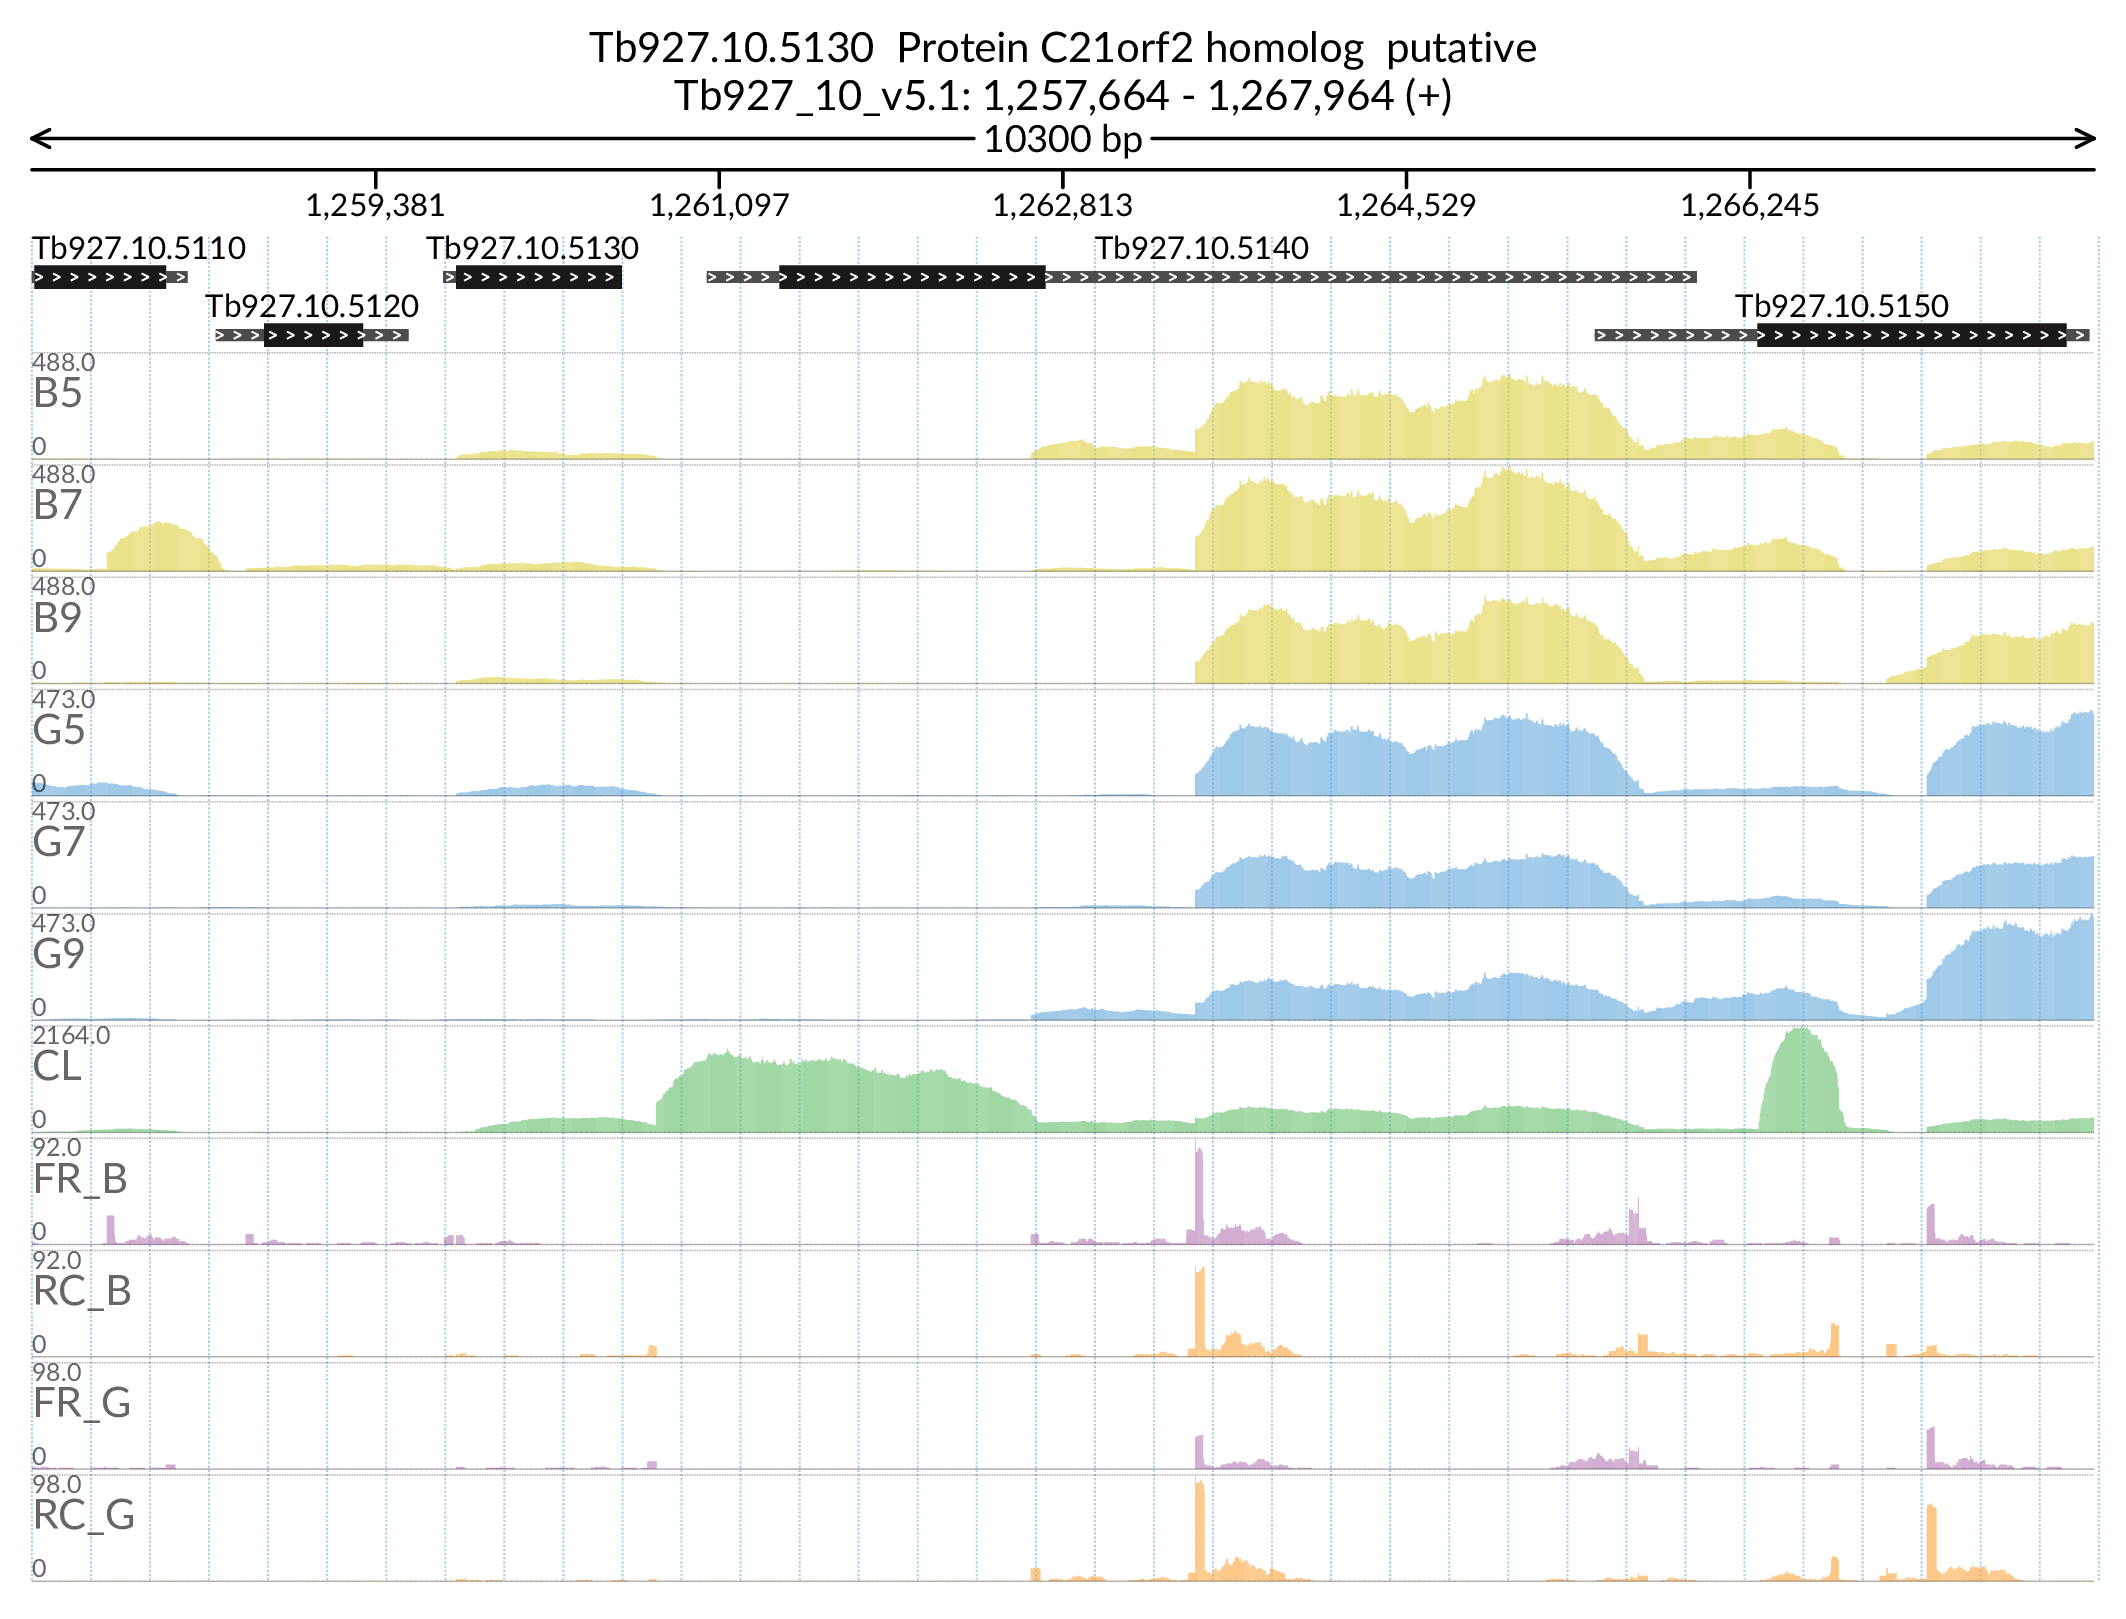 Tb927.10.5130  Protein C21orf2 homolog  putative
Tb927_10_v5.1: 1,257,664 - 1,267,964 (+)
10300 bp
1,259,381 1,261,097 1,262,813 1,264,529 1,266,245
Tb927.10.5110 Tb927.10.5130 Tb927.10.5140
Tb927.10.5120 Tb927.10.5150
488.0
B5
0
488.0
B7
0
488.0
B9
0
473.0
G5
0
473.0
G7
0
473.0
G9
0
2164.0
CL
0
92.0
FR_B
0
92.0
RC_B
0
98.0
FR_G
0
98.0
RC_G
0